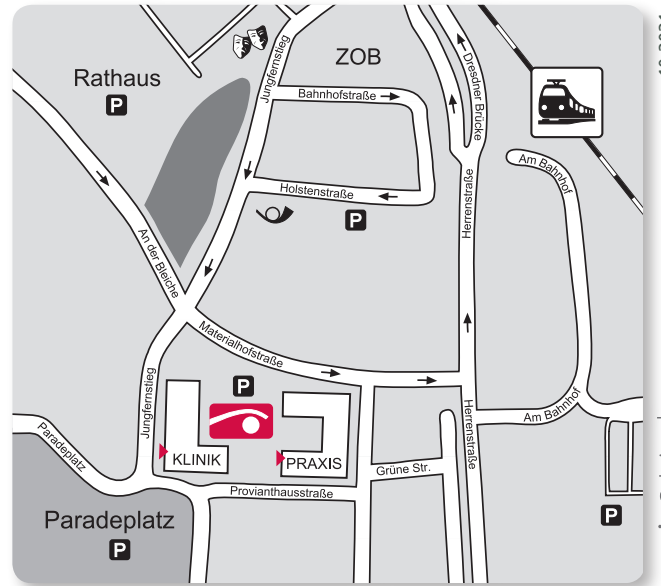 ZOB
Rathaus
P
Jungfernstieg
Bahnhofstraße
Dresdner Brücke
Am Bahnhof
Holstenstraße
P
Herrenstraße
An der Bleiche
Materialhofstraße
Jungfernstieg
P
Am Bahnhof
Herrenstraße
Paradeplatz
KLINIK
PRAXIS
Grüne Str.
Provianthausstraße
Paradeplatz
P
P